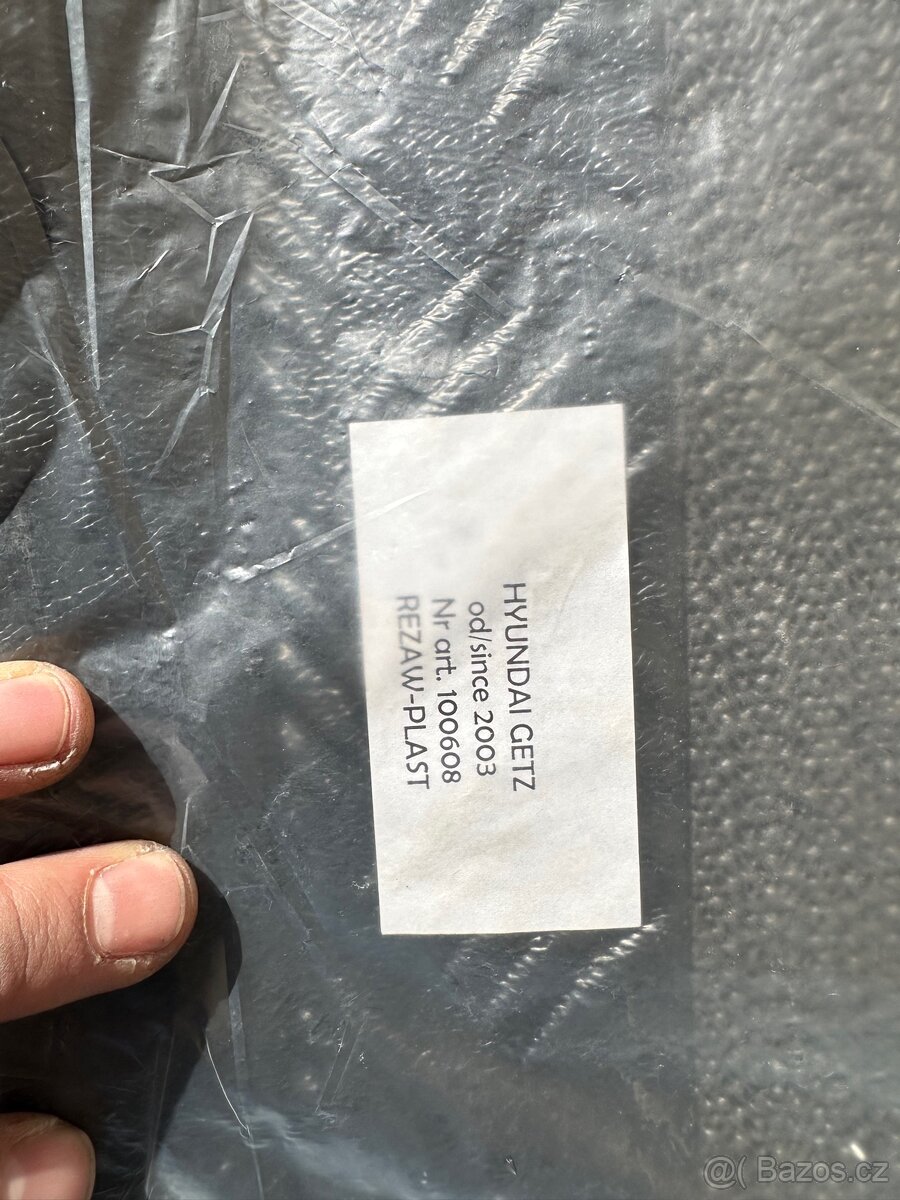 HYUNDAI GETZ
od/since 2003
Nr art. 100608
REZAW-PLAST
@( Bazos.cz